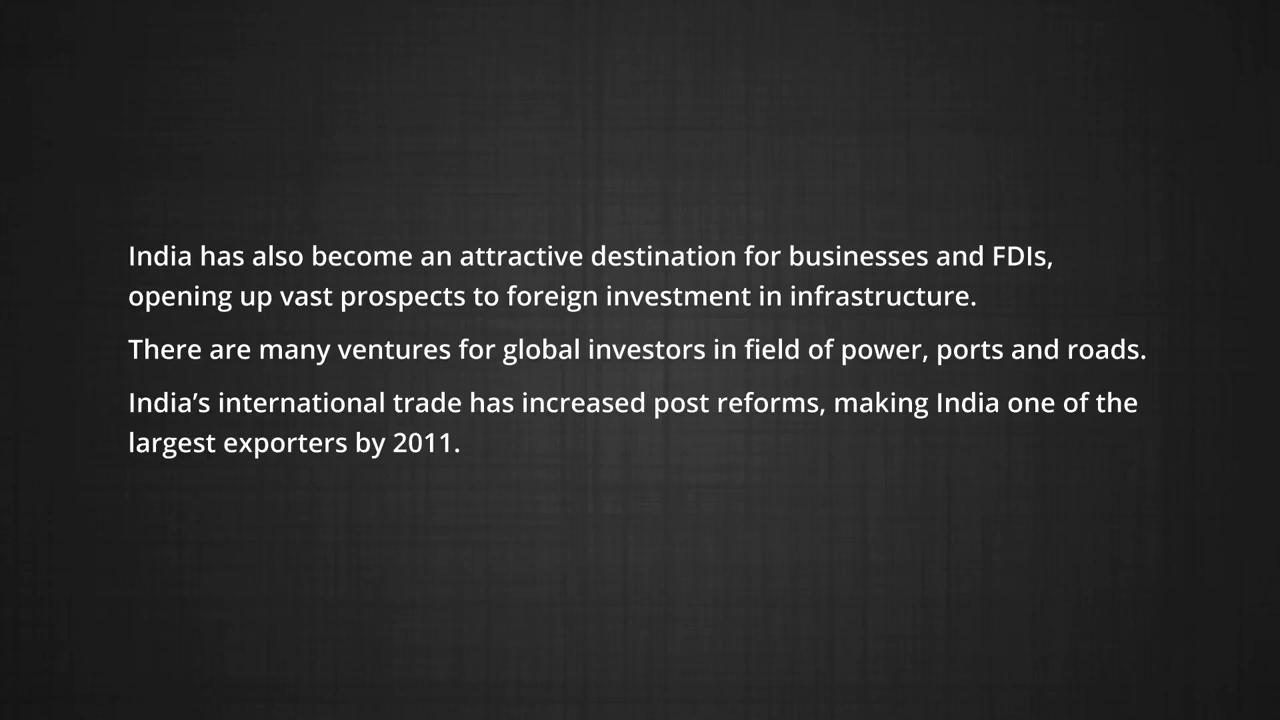 India has also become an attractive destination for businesses and FDIs,
opening up vast prospects to foreign investment in infrastructure.
There are many ventures for global investors in field of power, ports and roads.
India’s international trade has increased post reforms, making India one of the
largest exporters by 2011.